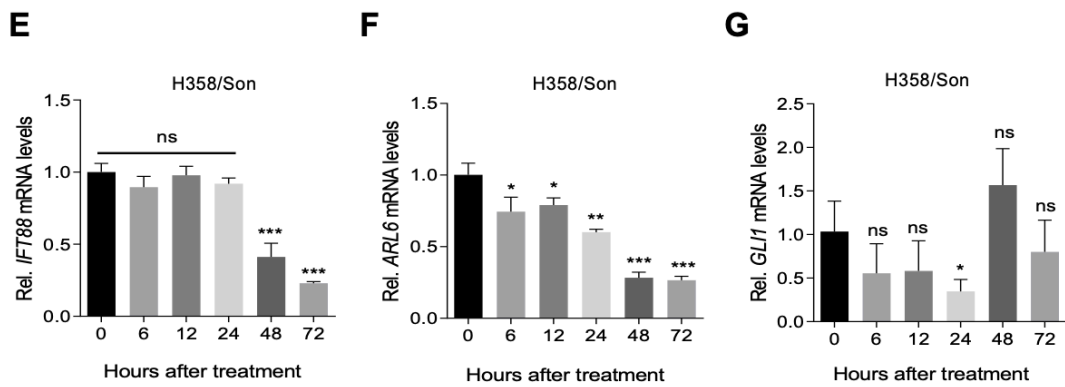 E
H358/Son
Rel. IFT88 mRNA levels
1.5
1.0
0.5
0.0
ns
***
***
0 6 12 24 48 72
Hours after treatment
F
H358/Son
Rel. ARL6 mRNA levels
1.5
1.0
0.5
0.0
*
*
**
***
***
0 6 12 24 48 72
Hours after treatment
G
H358/Son
Rel. GLI1 mRNA levels
2.5
2.0
1.5
1.0
0.5
0.0
ns
ns
*
ns
ns
0 6 12 24 48 72
Hours after treatment